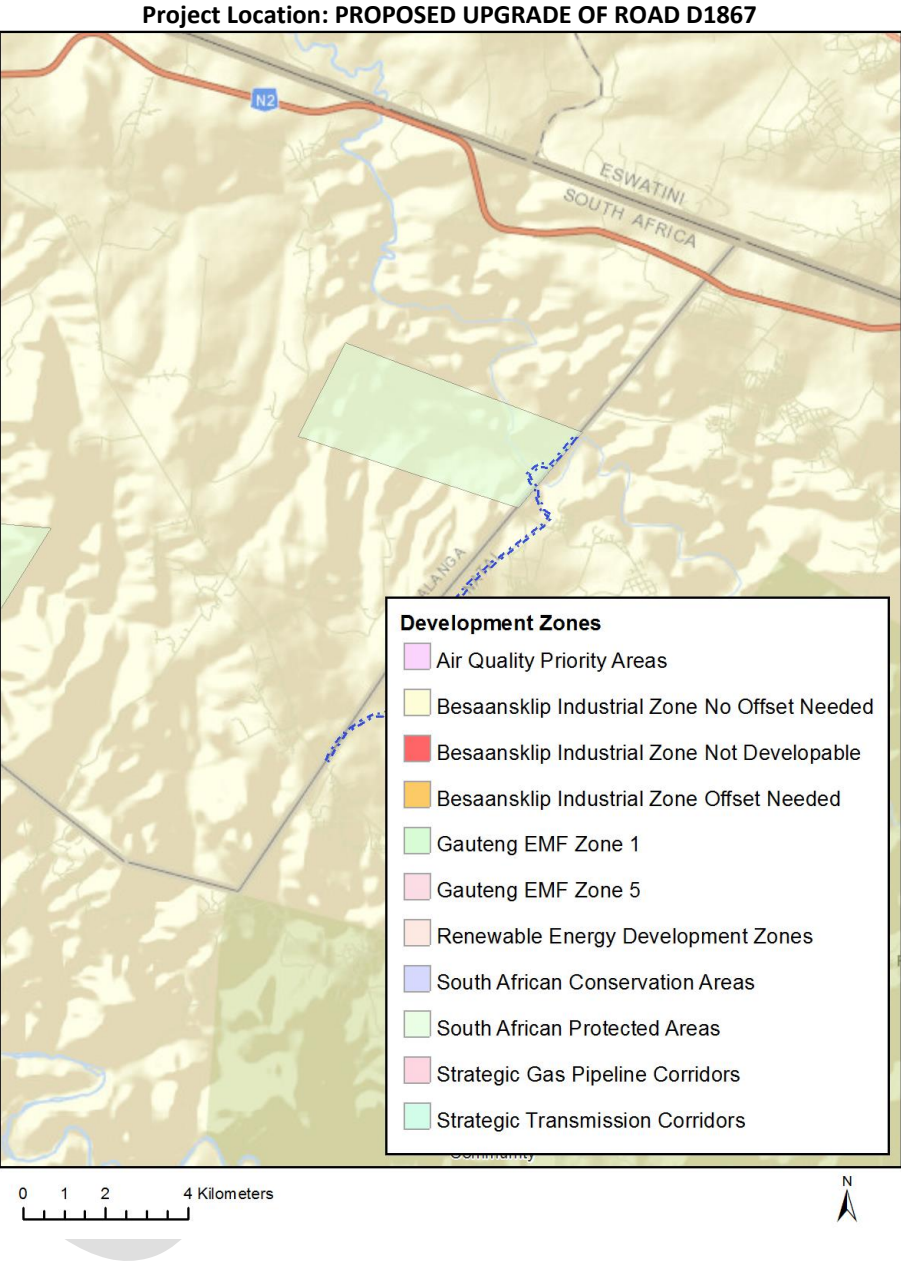 Project Location: PROPOSED UPGRADE OF ROAD D1867
N2
ESWATINI
SOUTH AFRICA
ALANGA
Development Zones
Air Quality Priority Areas
Besaansklip Industrial Zone No Offset Needed
Besaansklip Industrial Zone Not Developable
Besaansklip Industrial Zone Offset Needed
Gauteng EMF Zone 1
Gauteng EMF Zone 5
Renewable Energy Development Zones
South African Conservation Areas
South African Protected Areas
Strategic Gas Pipeline Corridors
Strategic Transmission Corridors
Community
0 1 2 4 Kilometers
N